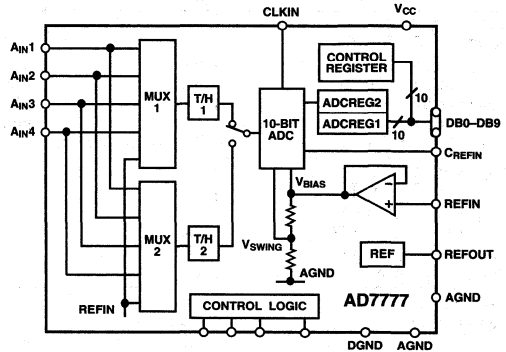 CLKIN
VCC
AIN1
AIN2
AIN3
AIN4
MUX
1
T/H
1
10-BIT
ADC
CONTROL
REGISTER
10
ADCREG2
ADCREG1
10
DB0–DB9
CREFIN
VBIAS
−
+
REFIN
MUX
2
T/H
2
VSWING
AGND
REF
REFOUT
REFIN
CONTROL LOGIC
AD7777
AGND
DGND
AGND